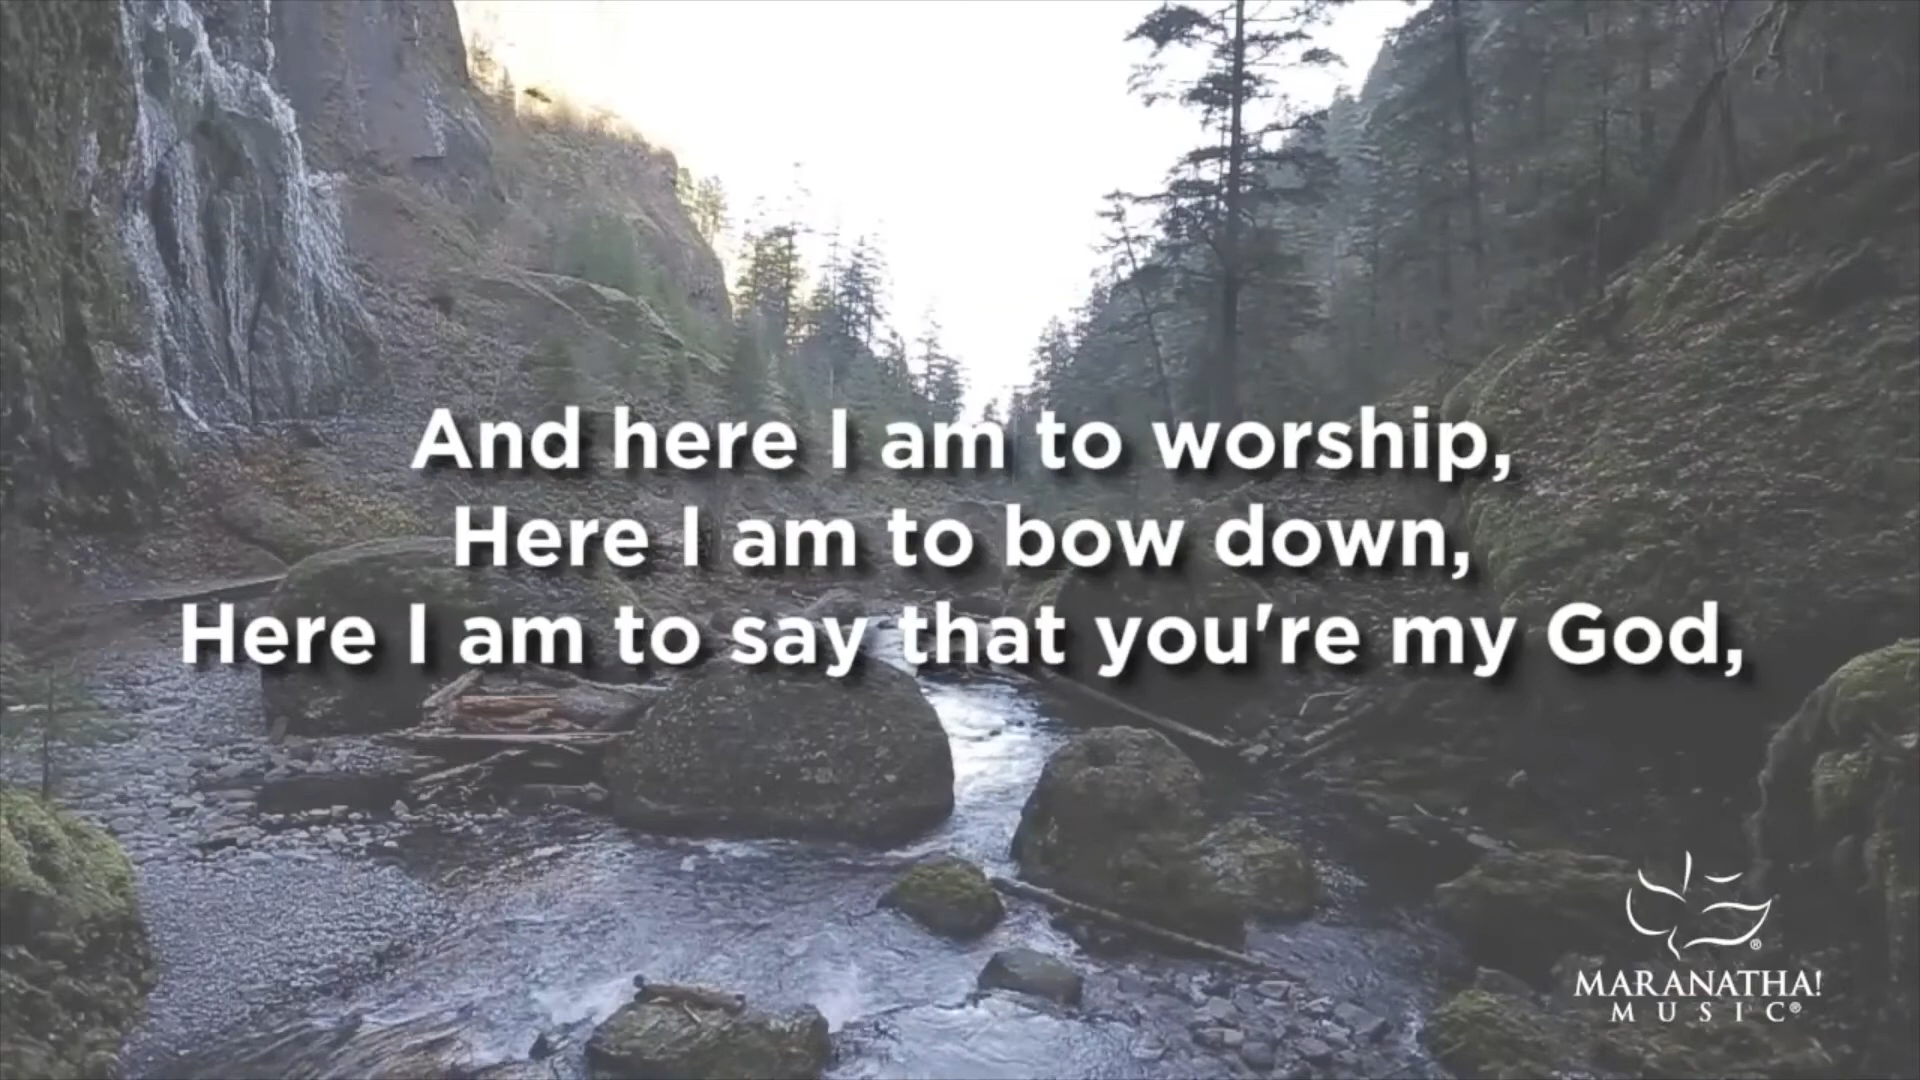 And here I am to worship,
Here I am to bow down,
Here I am to say that you're my God,
MARANATHA!
MUSIC®